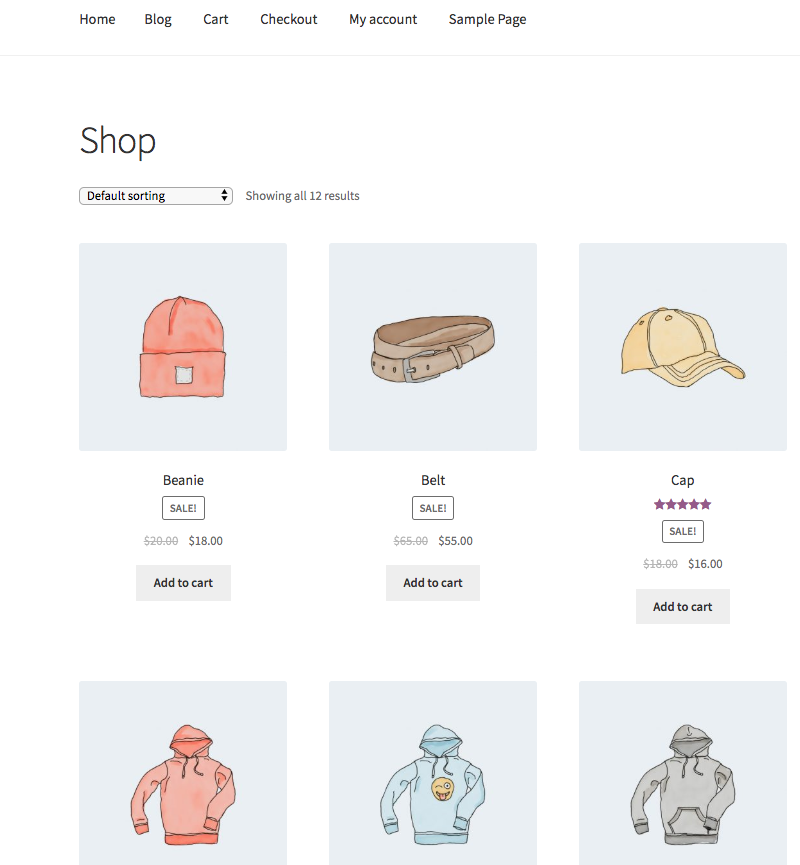 Home Blog Cart Checkout My account Sample Page
Shop
Default sorting Showing all 12 results
Beanie Belt Cap
SALE! SALE!
SALE!
$20.00 $18.00 $65.00 $55.00
$18.00 $16.00
Add to cart Add to cart
Add to cart